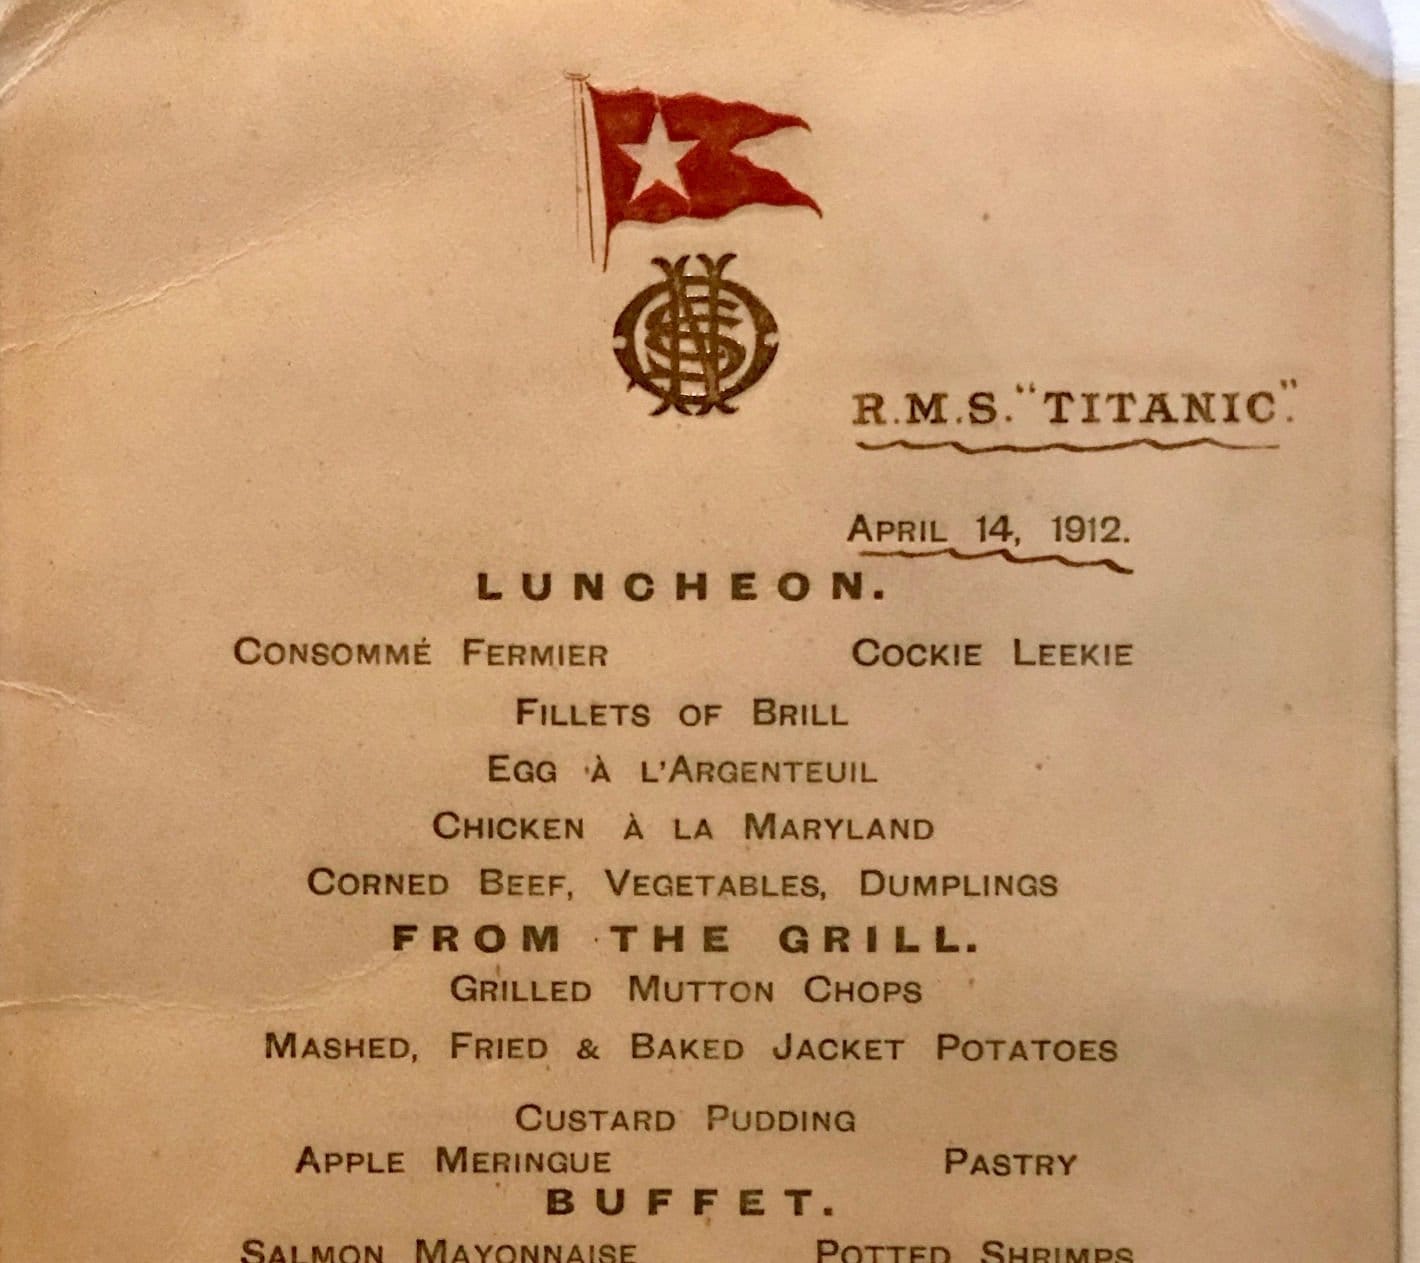 R.M.S. "TITANIC".
APRIL 14, 1912.
LUNCHEON.
CONSOMMÉ FERMIER COCKIE LEEKIE
FILLETS OF BRILL
EGG À L'ARGENTEUIL
CHICKEN À LA MARYLAND
CORNED BEEF, VEGETABLES, DUMPLINGS
FROM THE GRILL.
GRILLED MUTTON CHOPS
MASHED, FRIED & BAKED JACKET POTATOES
CUSTARD PUDDING
APPLE MERINGUE PASTRY
BUFFET.
SALMON MAYONNAISE POTTED SHRIMPS